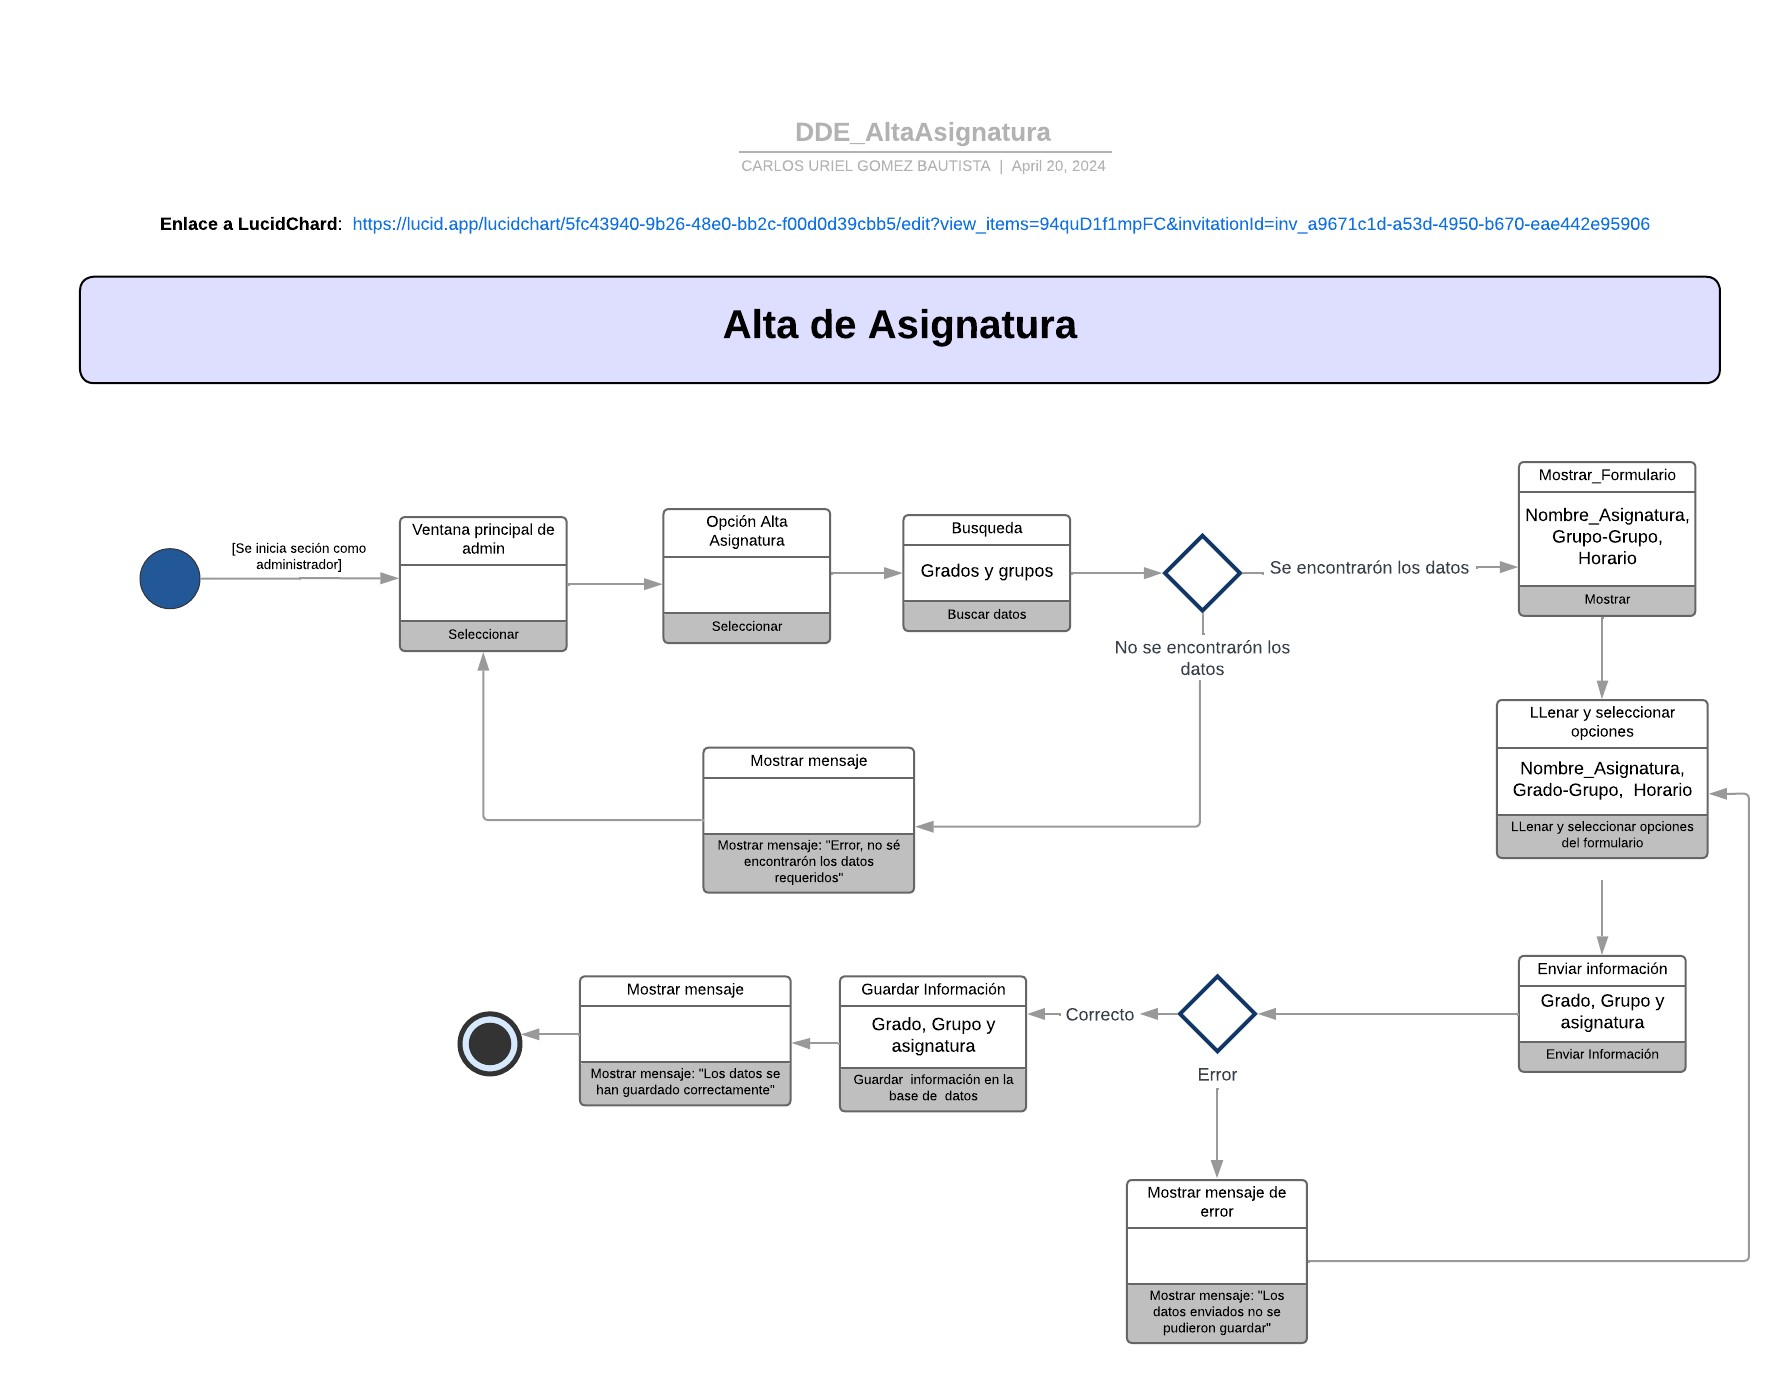 DDE_AltaAsignatura
CARLOS URIEL GOMEZ BAUTISTA | April 20, 2024
Enlace a LucidChard: https://lucid.app/lucidchart/5fc43940-9b26-48e0-bb2c-f00d0d39cbb5/edit?view_items=94quD1f1mpFC&invitationId=inv_a9671c1d-a53d-4950-b670-eae442e95906
Alta de Asignatura
[Se inicia seción como
administrador]
Ventana principal de
admin
Seleccionar
Opción Alta
Asignatura
Seleccionar
Busqueda
Grados y grupos
Buscar datos
Se encontrarón los datos
No se encontrarón los
datos
Mostrar_Formulario
Nombre_Asignatura,
Grupo-Grupo,
Horario
Mostrar
LLenar y seleccionar
opciones
Nombre_Asignatura,
Grado-Grupo, Horario
LLenar y seleccionar opciones
del formulario
Mostrar mensaje
Mostrar mensaje: "Error, no sé
encontrarón los datos
requeridos"
Enviar información
Grado, Grupo y
asignatura
Enviar Información
Correcto
Error
Guardar Información
Grado, Grupo y
asignatura
Guardar información en la
base de datos
Mostrar mensaje
Mostrar mensaje: "Los datos se
han guardado correctamente"
Mostrar mensaje de
error
Mostrar mensaje: "Los
datos enviados no se
pudieron guardar"